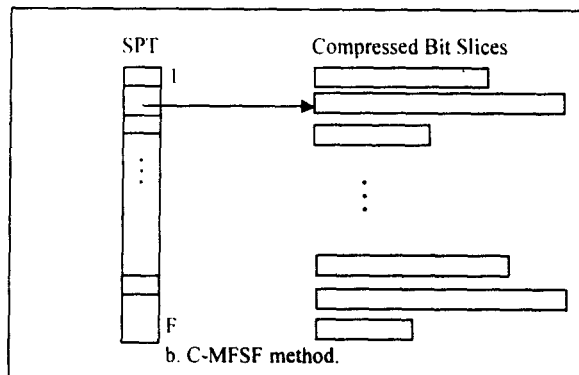 SPT Compressed Bit Slices
1
F
b. C-MFSF method.